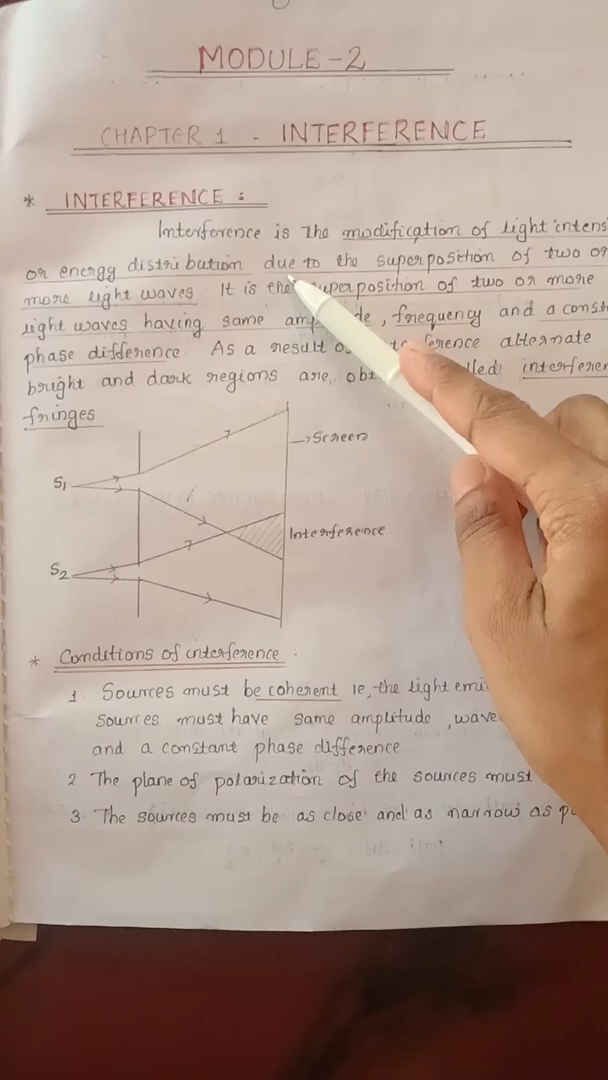 MODULE - 2
CHAPTER 1 - INTERFERENCE
* INTERFERENCE :
Interference is the modification of light intens
or energy distribution due to the superposition of two or
more light waves It is the superposition of two or more
light waves having same amp de, frequency and a const
phase difference. As a result o ference alternate
bright and dark regions are, obt lled interferen
fringes
→ Screen
S1
Interference
S2
* Conditions of interference :
1. Sources must be coherent ie, the light emi
sources must have same amplitude, wave
and a constant phase difference
2 The plane of polarization of the sources must
3. The sources must be as close and as narrow as p